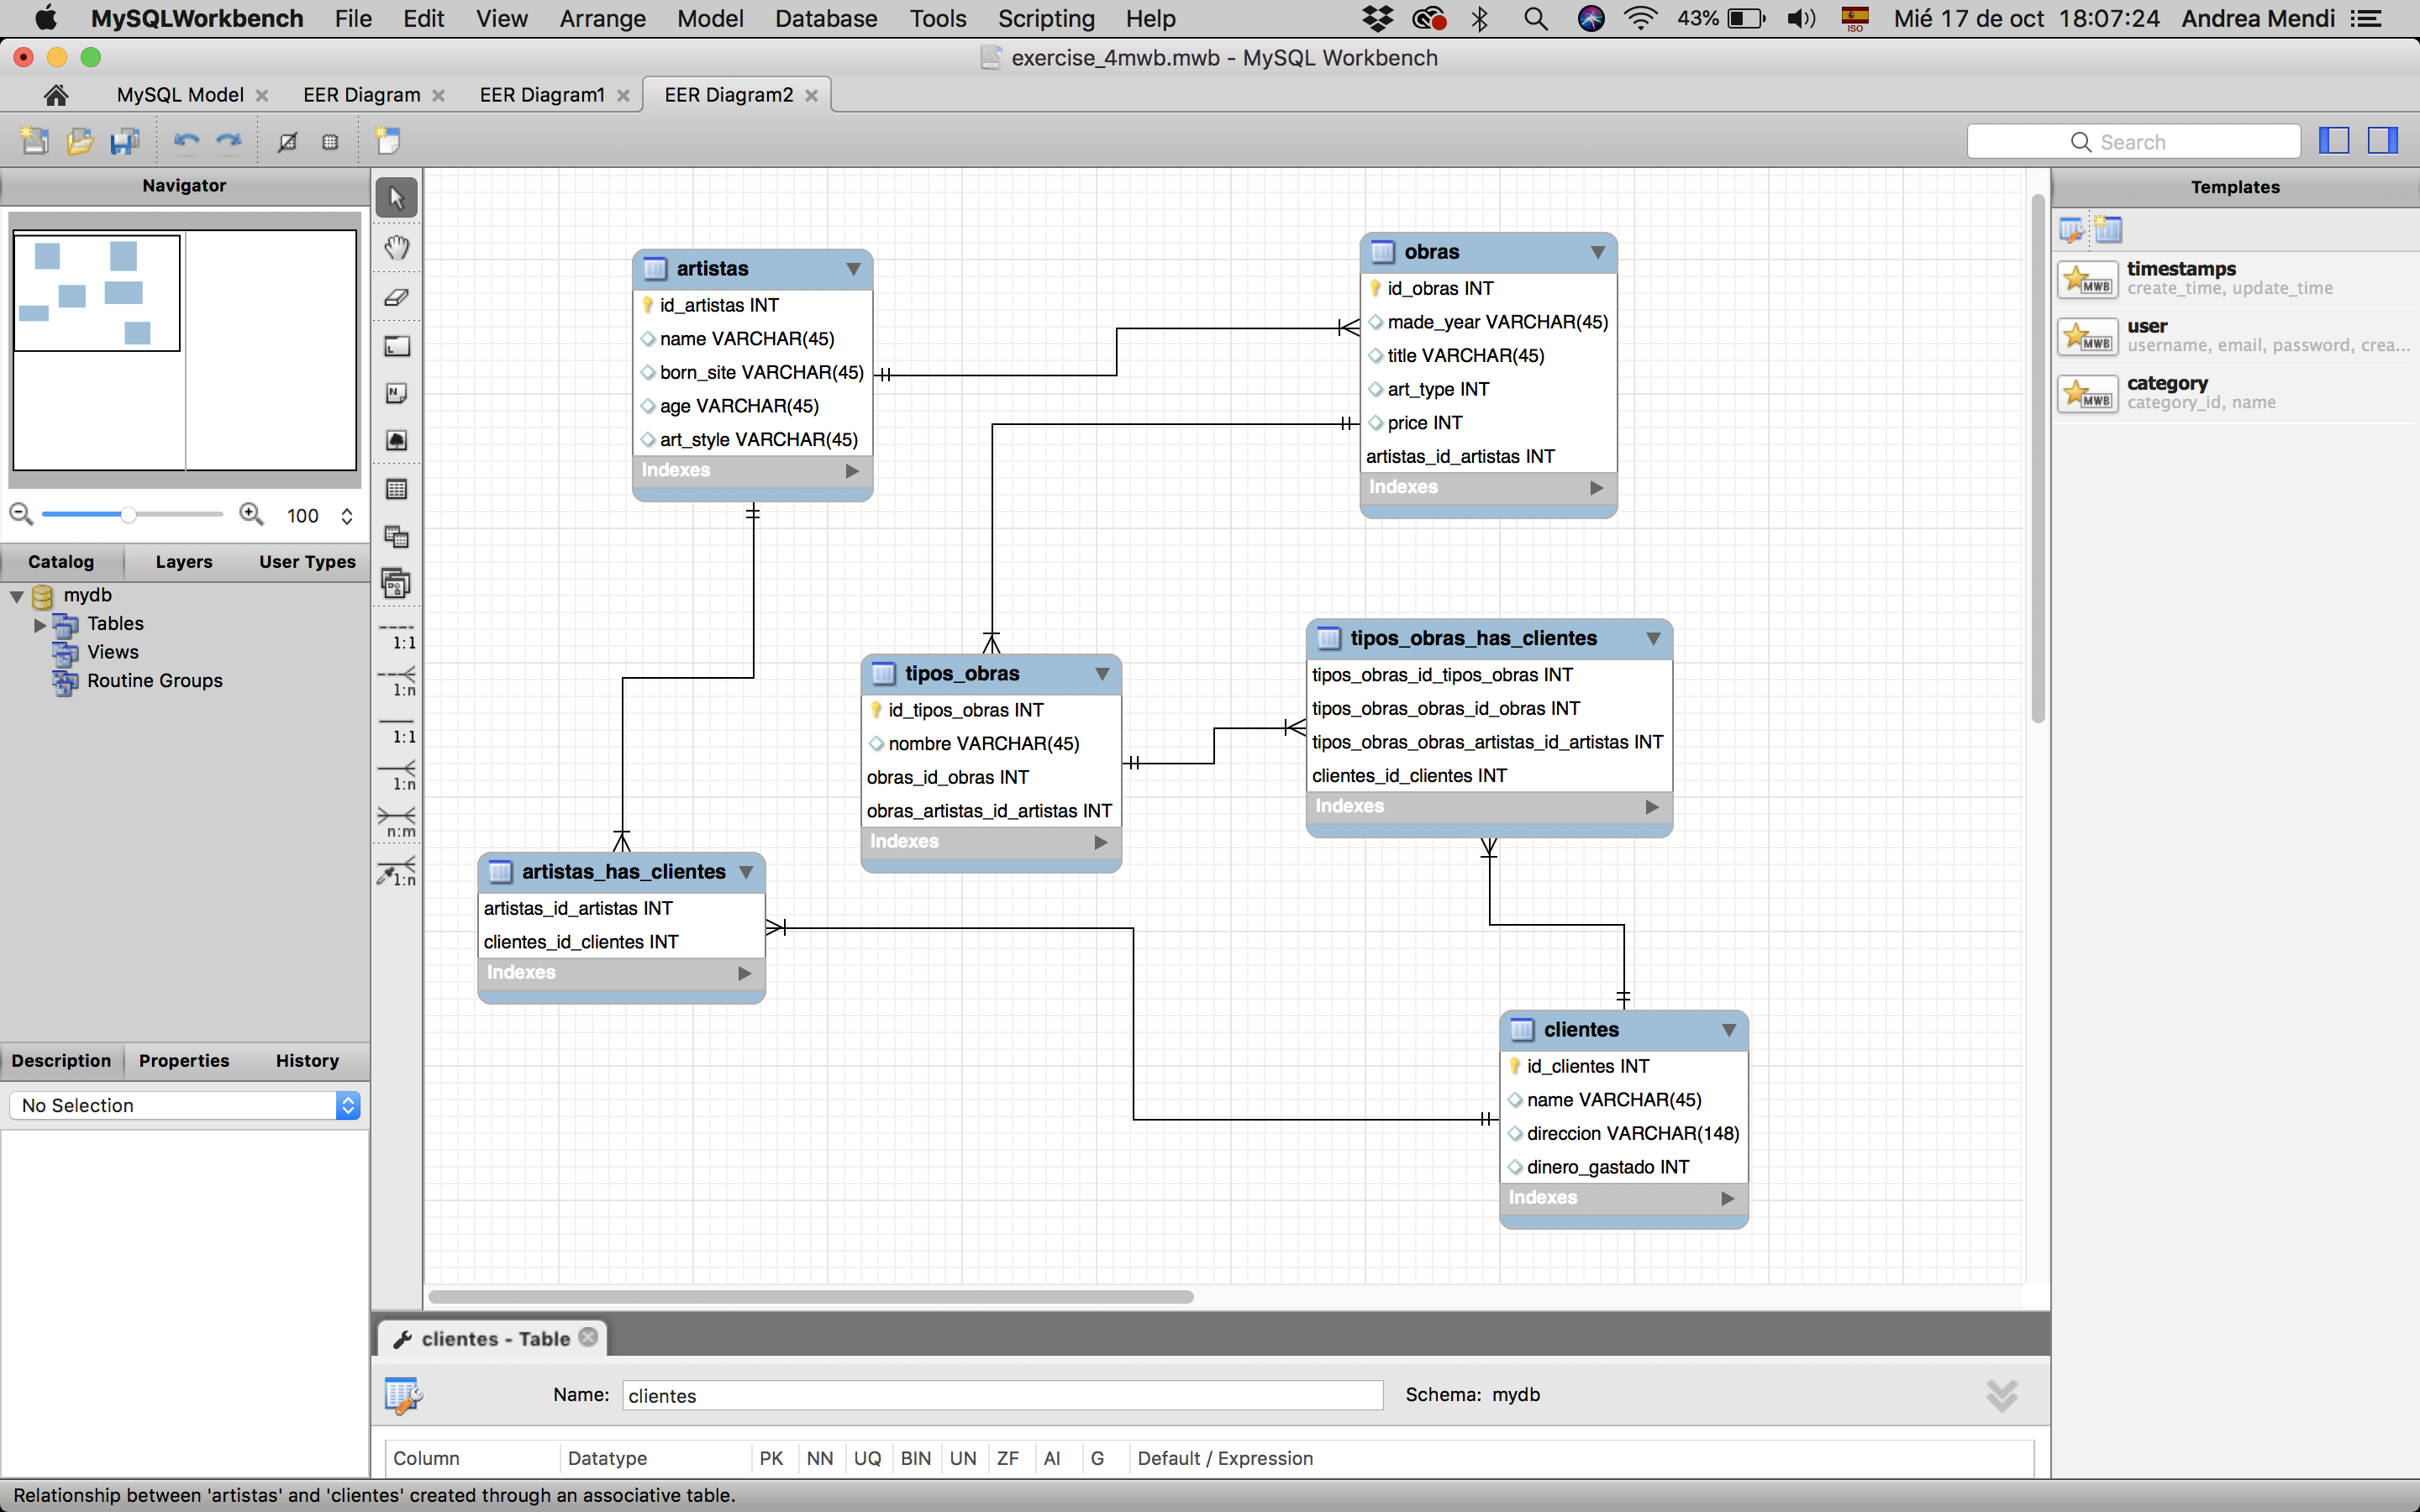 MySQLWorkbench File Edit View Arrange Model Database Tools Scripting Help 43% ISO Mié 17 de oct 18:07:24 Andrea Mendi
exercise_4mwb.mwb - MySQL Workbench
MySQL Model EER Diagram EER Diagram1 EER Diagram2
Search
Navigator
100
Catalog Layers User Types
mydb
Tables
Views
Routine Groups
Description Properties History
No Selection
1:1
1:n
1:1
1:n
n:m
1:n
artistas
id_artistas INT
name VARCHAR(45)
born_site VARCHAR(45)
age VARCHAR(45)
art_style VARCHAR(45)
Indexes
obras
id_obras INT
made_year VARCHAR(45)
title VARCHAR(45)
art_type INT
price INT
artistas_id_artistas INT
Indexes
tipos_obras
id_tipos_obras INT
nombre VARCHAR(45)
obras_id_obras INT
obras_artistas_id_artistas INT
Indexes
tipos_obras_has_clientes
tipos_obras_id_tipos_obras INT
tipos_obras_obras_id_obras INT
tipos_obras_obras_artistas_id_artistas INT
clientes_id_clientes INT
Indexes
artistas_has_clientes
artistas_id_artistas INT
clientes_id_clientes INT
Indexes
clientes
id_clientes INT
name VARCHAR(45)
direccion VARCHAR(148)
dinero_gastado INT
Indexes
Templates
MWB
timestamps
create_time, update_time
MWB
user
username, email, password, crea...
MWB
category
category_id, name
clientes - Table
Name: clientes Schema: mydb
Column Datatype PK NN UQ BIN UN ZF AI G Default / Expression
Relationship between 'artistas' and 'clientes' created through an associative table.